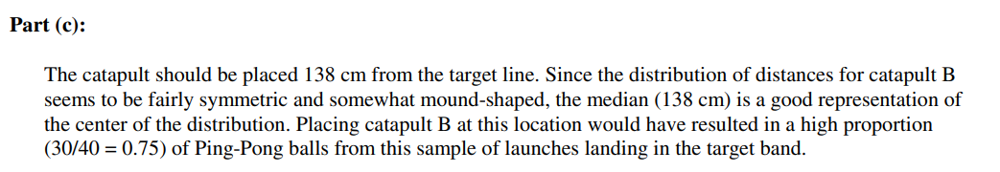 Part (c):
The catapult should be placed 138 cm from the target line. Since the distribution of distances for catapult B
seems to be fairly symmetric and somewhat mound-shaped, the median (138 cm) is a good representation of
the center of the distribution. Placing catapult B at this location would have resulted in a high proportion
(30/40 = 0.75) of Ping-Pong balls from this sample of launches landing in the target band.